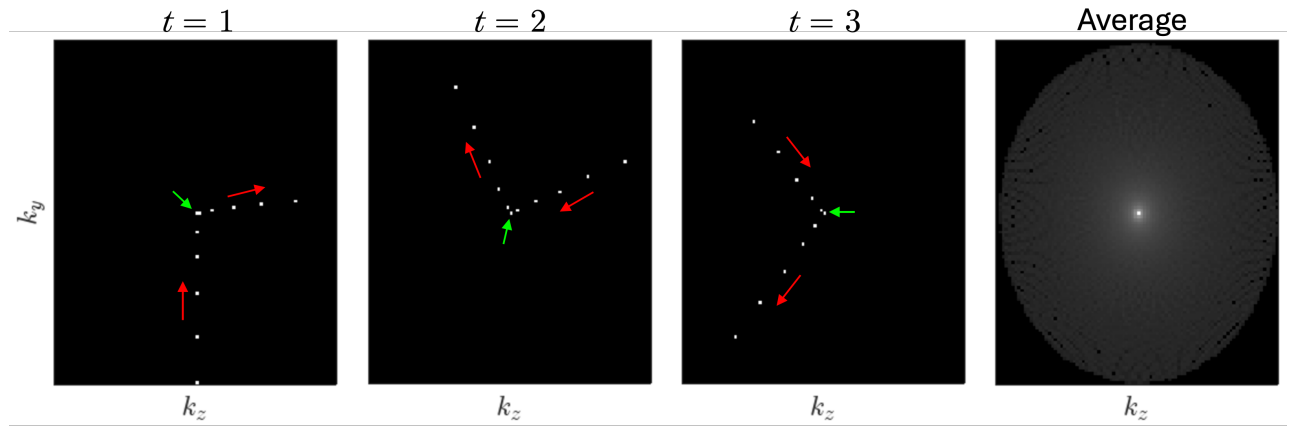 t = 1 t = 2 t = 3 Average
k_y
k_z k_z k_z k_z